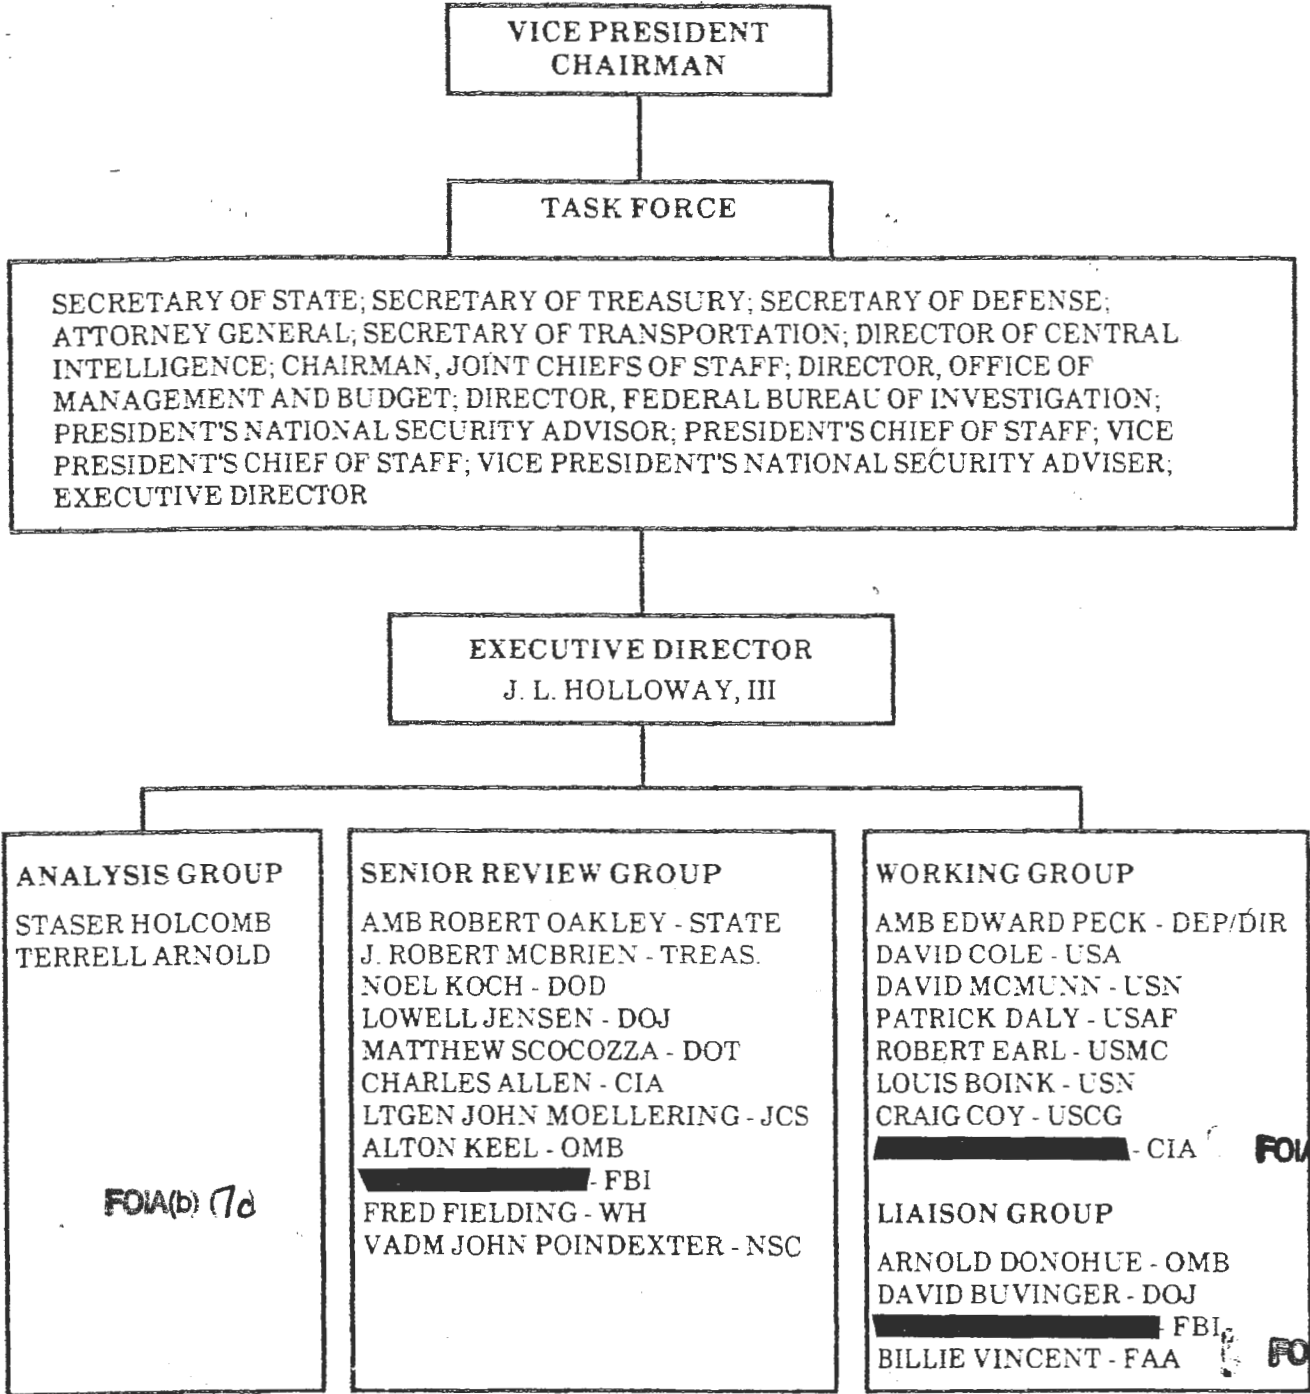 VICE PRESIDENT
CHAIRMAN
TASK FORCE
SECRETARY OF STATE; SECRETARY OF TREASURY; SECRETARY OF DEFENSE;
ATTORNEY GENERAL; SECRETARY OF TRANSPORTATION; DIRECTOR OF CENTRAL
INTELLIGENCE; CHAIRMAN, JOINT CHIEFS OF STAFF; DIRECTOR, OFFICE OF
MANAGEMENT AND BUDGET; DIRECTOR, FEDERAL BUREAU OF INVESTIGATION;
PRESIDENT'S NATIONAL SECURITY ADVISOR; PRESIDENT'S CHIEF OF STAFF; VICE
PRESIDENT'S CHIEF OF STAFF; VICE PRESIDENT'S NATIONAL SECURITY ADVISER;
EXECUTIVE DIRECTOR
EXECUTIVE DIRECTOR
J. L. HOLLOWAY, III
ANALYSIS GROUP
STASER HOLCOMB
TERRELL ARNOLD
FOIA(b) (7d
SENIOR REVIEW GROUP
AMB ROBERT OAKLEY - STATE
J. ROBERT MCBRIEN - TREAS.
NOEL KOCH - DOD
LOWELL JENSEN - DOJ
MATTHEW SCOCOZZA - DOT
CHARLES ALLEN - CIA
LTGEN JOHN MOELLERING - JCS
ALTON KEEL - OMB
- FBI
FRED FIELDING - WH
VADM JOHN POINDEXTER - NSC
WORKING GROUP
AMB EDWARD PECK - DEP/DIR
DAVID COLE - USA
DAVID MCMUNN - USN
PATRICK DALY - USAF
ROBERT EARL - USMC
LOUIS BOINK - USN
CRAIG COY - USCG
- CIA FOIA
LIAISON GROUP
ARNOLD DONOHUE - OMB
DAVID BUVINGER - DOJ
- FBI
BILLIE VINCENT - FAA FO